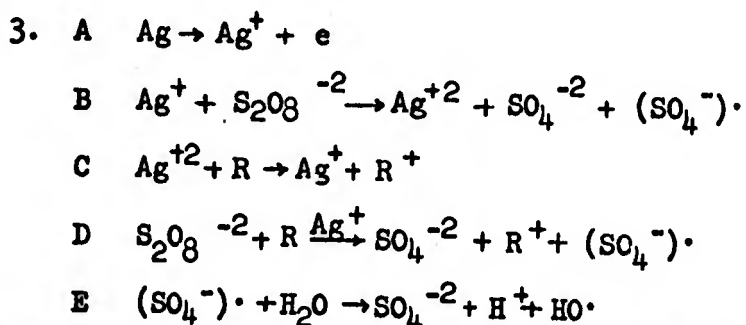 3. A Ag → Ag⁺ + e
B Ag⁺ + S₂O₈ ⁻² → Ag⁺² + SO₄⁻² + (SO₄⁻)·
C Ag⁺² + R → Ag⁺ + R⁺
D S₂O₈ ⁻² + R Ag⁺→ SO₄⁻² + R⁺ + (SO₄⁻)·
E (SO₄⁻)· + H₂O → SO₄⁻² + H⁺ + HO·